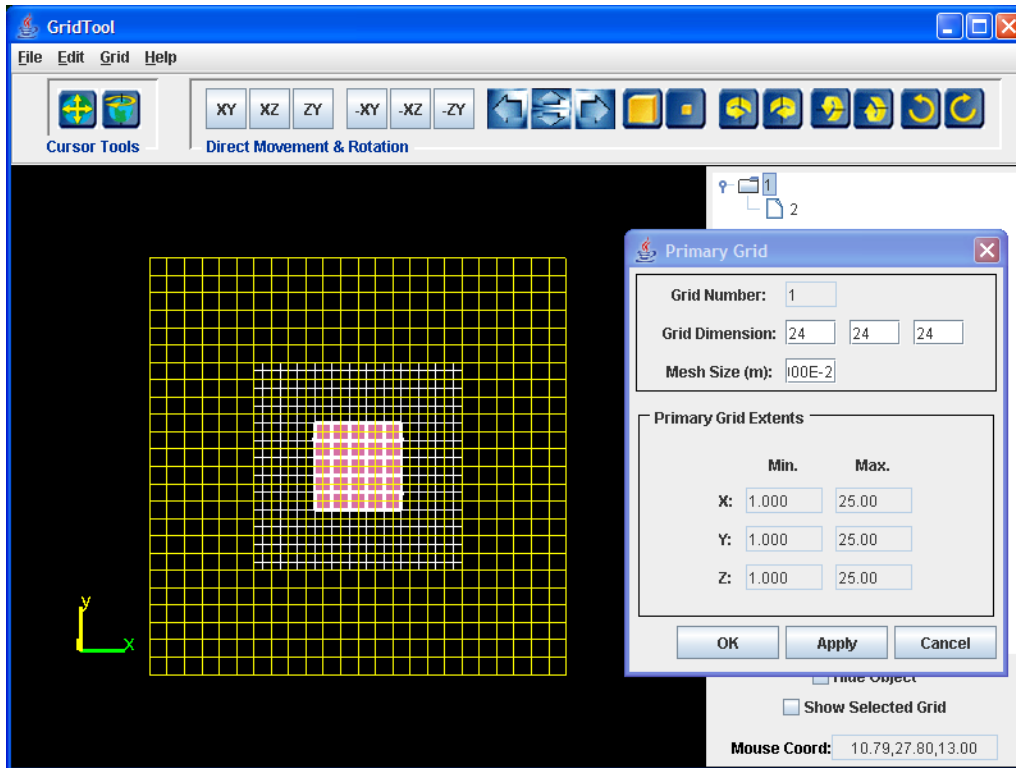 GridTool
File Edit Grid Help
XY XZ ZY -XY -XZ -ZY
Cursor Tools Direct Movement & Rotation
1
2
Primary Grid
Grid Number: 1
Grid Dimension: 24 24 24
Mesh Size (m): 00E-2
Primary Grid Extents
Min. Max.
X: 1.000 25.00
Y: 1.000 25.00
Z: 1.000 25.00
OK Apply Cancel
Hide Object
Show Selected Grid
Mouse Coord: 10.79,27.80,13.00
y
x